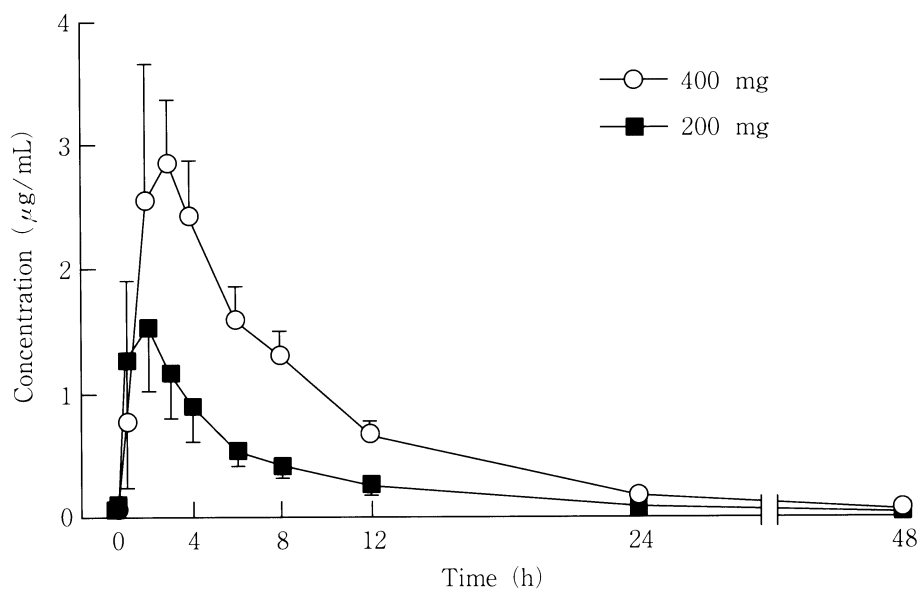 4
3
2
1
0
Concentration (μg/mL)
400 mg
200 mg
0 4 8 12 24 48
Time (h)